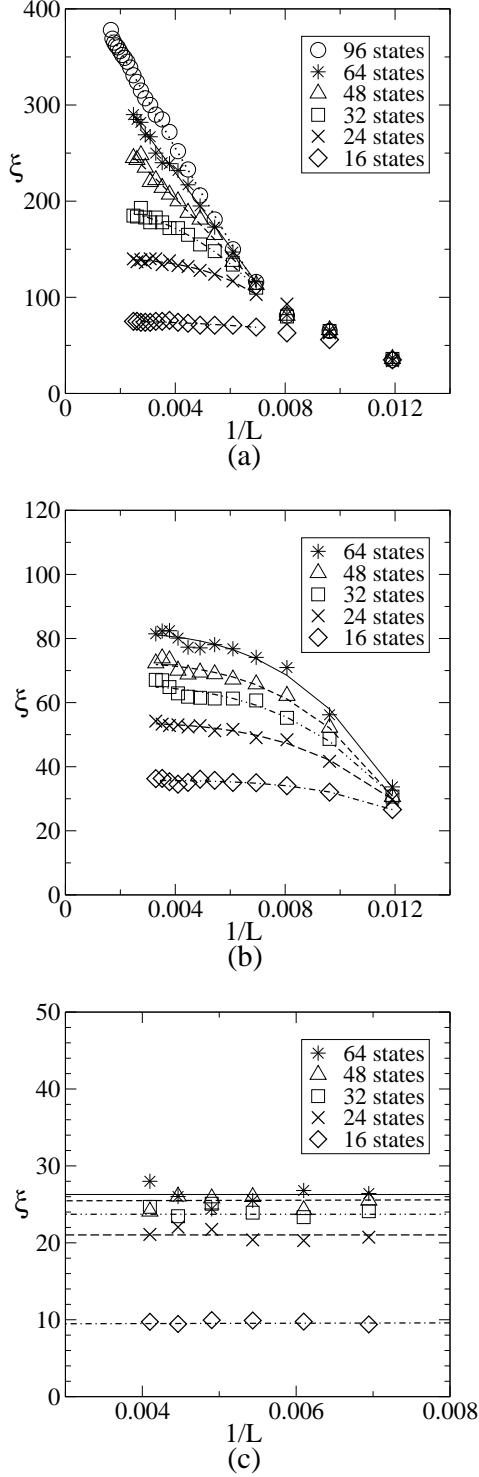 400
300
200
100
0
ξ
96 states
64 states
48 states
32 states
24 states
16 states
0 0.004 0.008 0.012
1/L
(a)
120
100
80
60
40
20
0
ξ
64 states
48 states
32 states
24 states
16 states
0 0.004 0.008 0.012
1/L
(b)
50
40
30
20
10
0
ξ
64 states
48 states
32 states
24 states
16 states
0.004 0.006 0.008
1/L
(c)